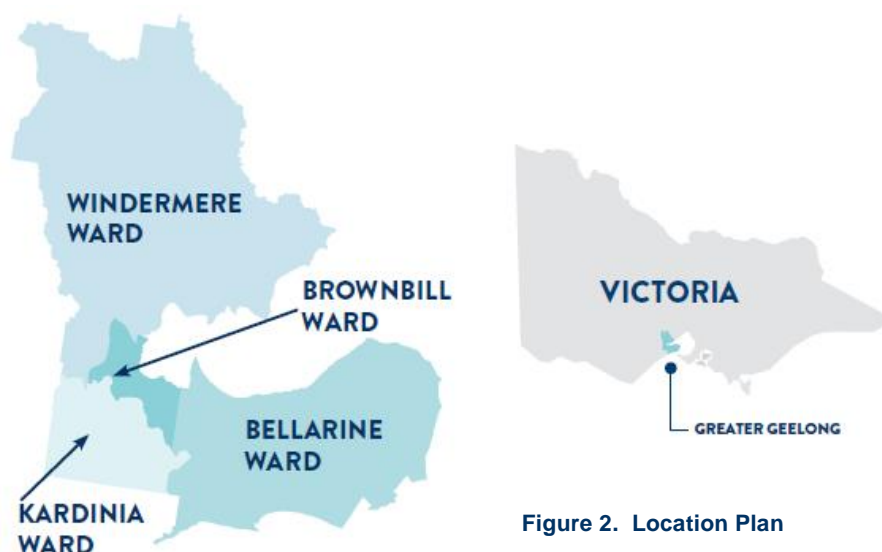 WINDERMERE
WARD
BROWNBILL
WARD
BELLARINE
WARD
KARDINIA
WARD
VICTORIA
GREATER GEELONG
Figure 2. Location Plan